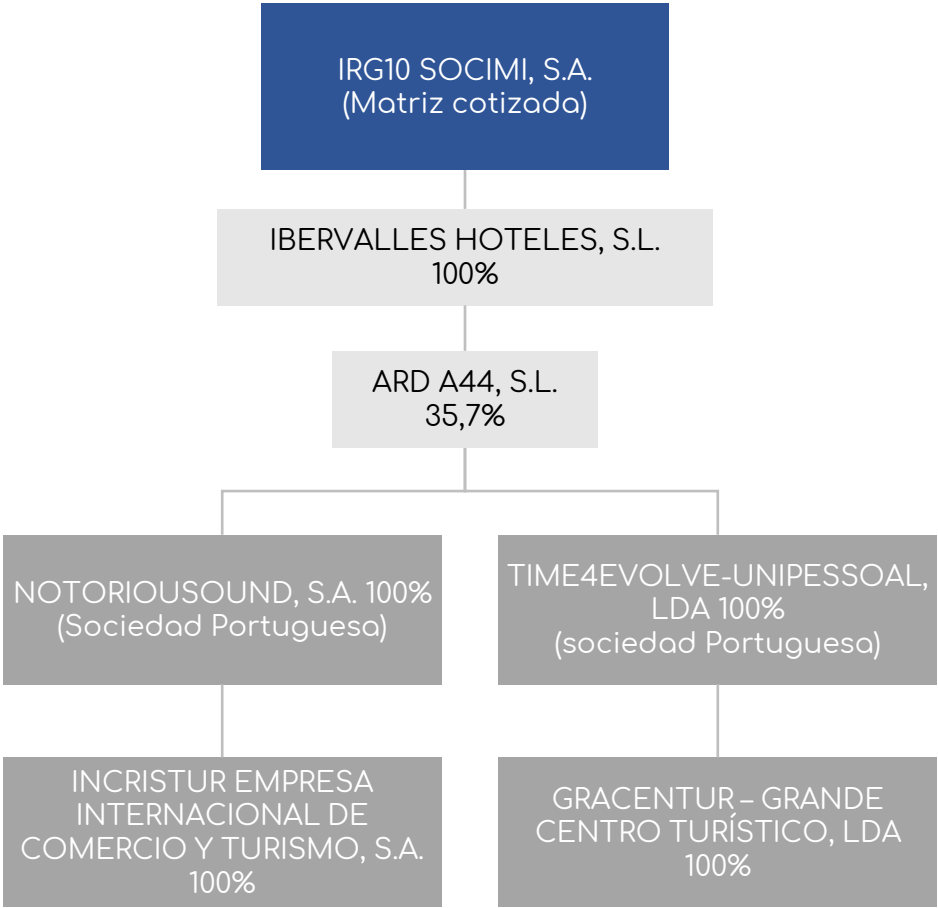 IRG10 SOCIMI, S.A.
(Matriz cotizada)
IBERVALLES HOTELES, S.L.
100%
ARD A44, S.L.
35,7%
NOTORIOUSOUND, S.A. 100%
(Sociedad Portuguesa)
TIME4EVOLVE-UNIPESSOAL,
LDA 100%
(sociedad Portuguesa)
INCRISTUR EMPRESA
INTERNACIONAL DE
COMERCIO Y TURISMO, S.A.
100%
GRACENTUR – GRANDE
CENTRO TURÍSTICO, LDA
100%